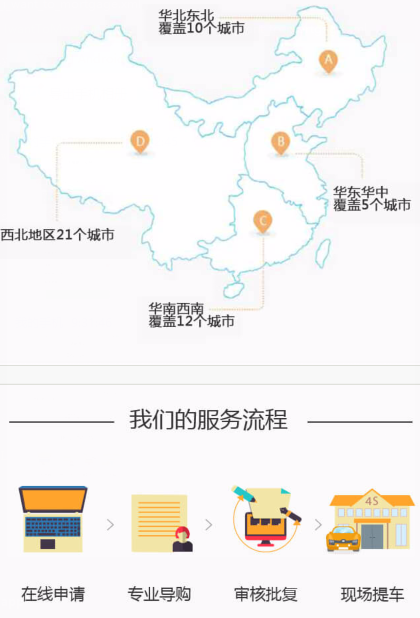 华北东北
覆盖10个城市
A
D
B
华东华中
覆盖5个城市
C
西北地区21个城市
华南西南
覆盖12个城市
我们的服务流程
4S
在线申请
专业导购
审核批复
现场提车